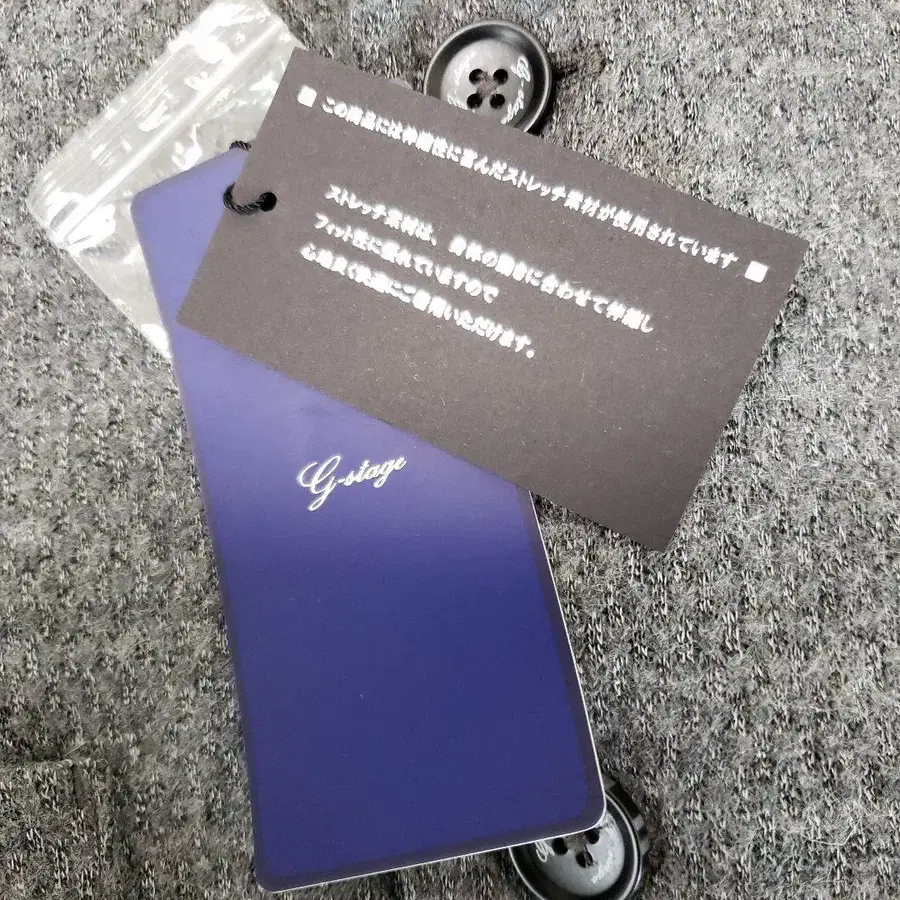 ■ この商品には伸縮性に富んだストレッチ素材が使用されています ■
ストレッチ素材は、身体の動きに合わせて伸縮し
フィット性に優れていますので
心地良く快適にご着用いただけます。
G-stage